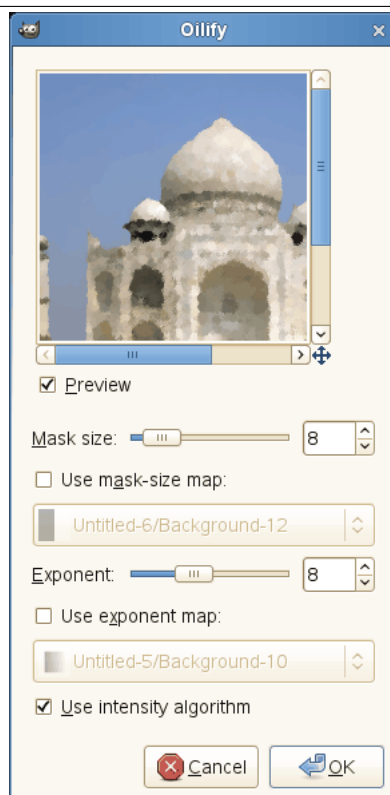 Oilify
Preview
Mask size: 8
Use mask-size map:
Untitled-6/Background-12
Exponent: 8
Use exponent map:
Untitled-5/Background-10
Use intensity algorithm
Cancel OK